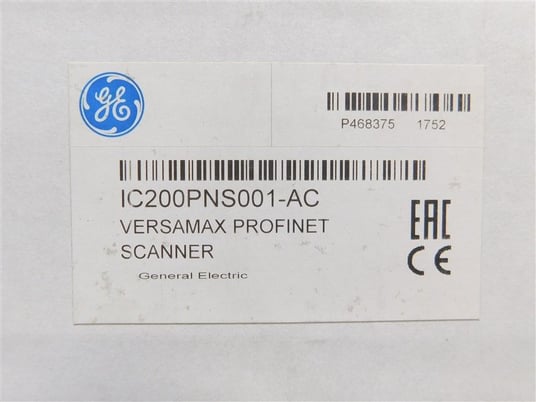 GE
P468375 1752
IC200PNS001-AC
VERSAMAX PROFINET
SCANNER
General Electric
EAC
CE